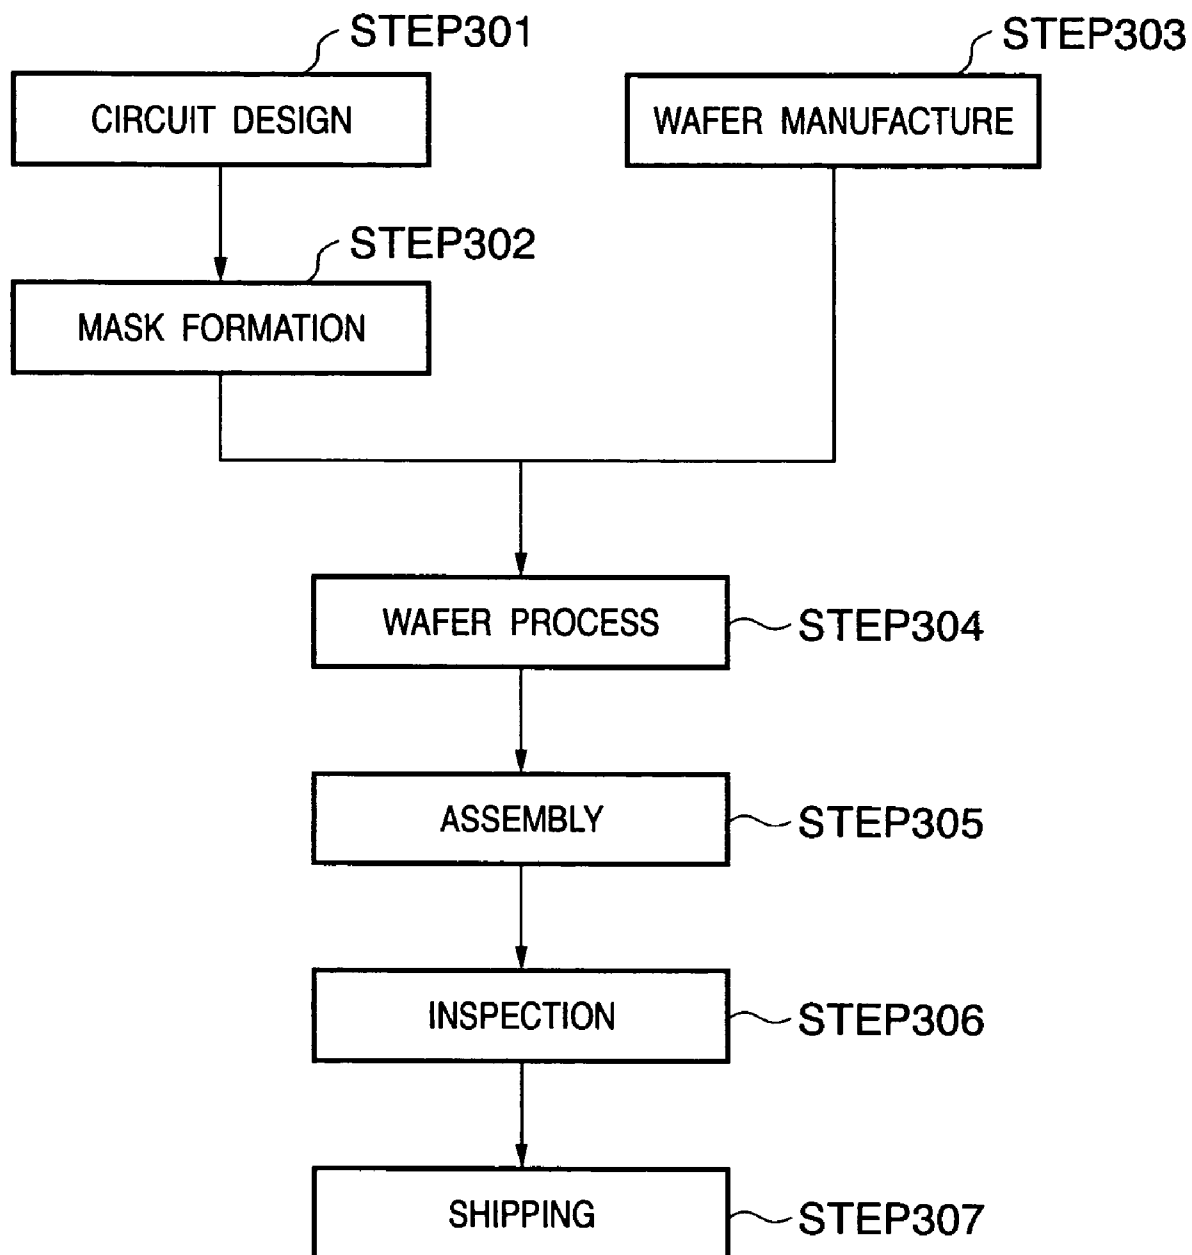 STEP301
CIRCUIT DESIGN
STEP303
WAFER MANUFACTURE
STEP302
MASK FORMATION
WAFER PROCESS
STEP304
ASSEMBLY
STEP305
INSPECTION
STEP306
SHIPPING
STEP307